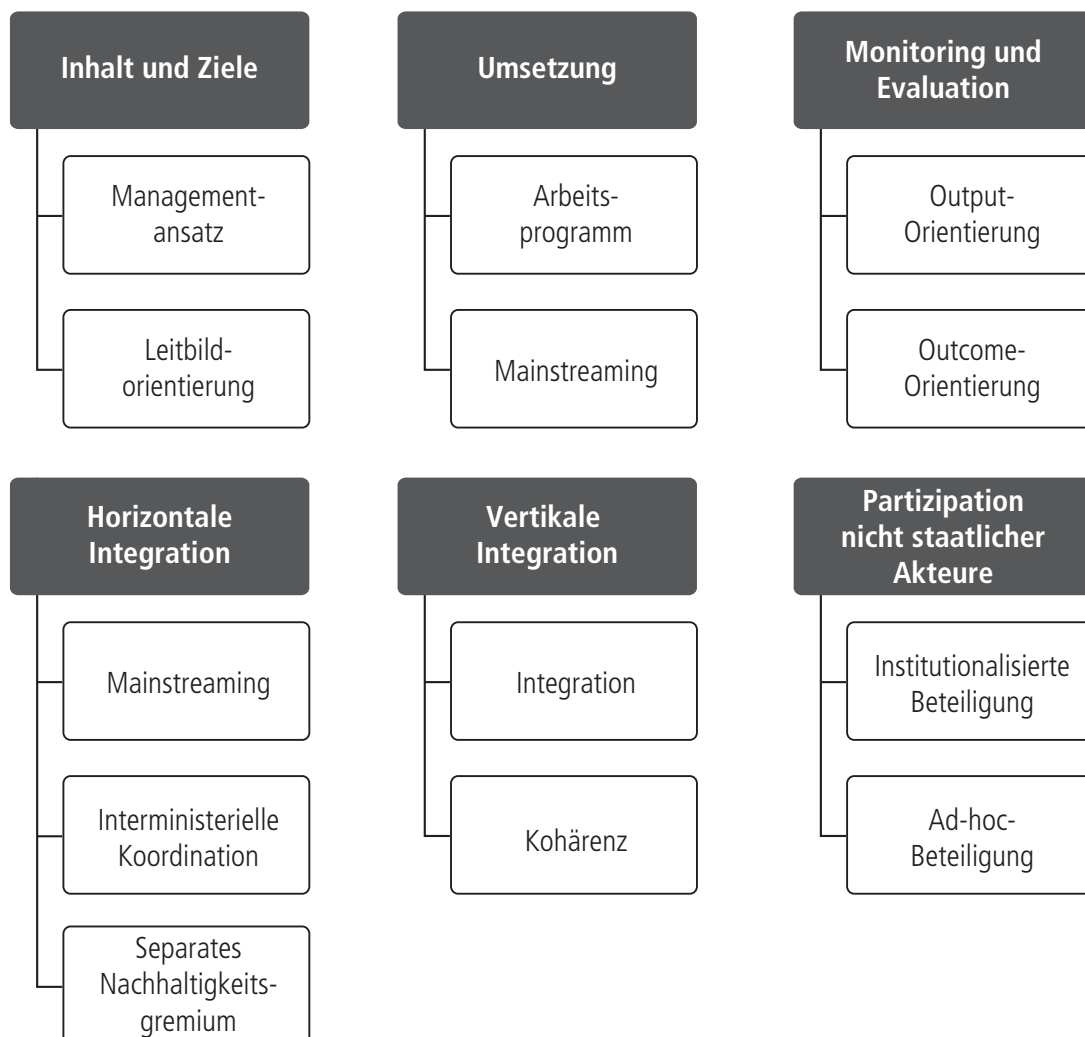 Inhalt und Ziele
Management-
ansatz
Leitbild-
orientierung
Umsetzung
Arbeits-
programm
Mainstreaming
Monitoring und
Evaluation
Output-
Orientierung
Outcome-
Orientierung
Horizontale
Integration
Mainstreaming
Interministerielle
Koordination
Separates
Nachhaltigkeits-
gremium
Vertikale
Integration
Integration
Kohärenz
Partizipation
nicht staatlicher
Akteure
Institutionalisierte
Beteiligung
Ad-hoc-
Beteiligung